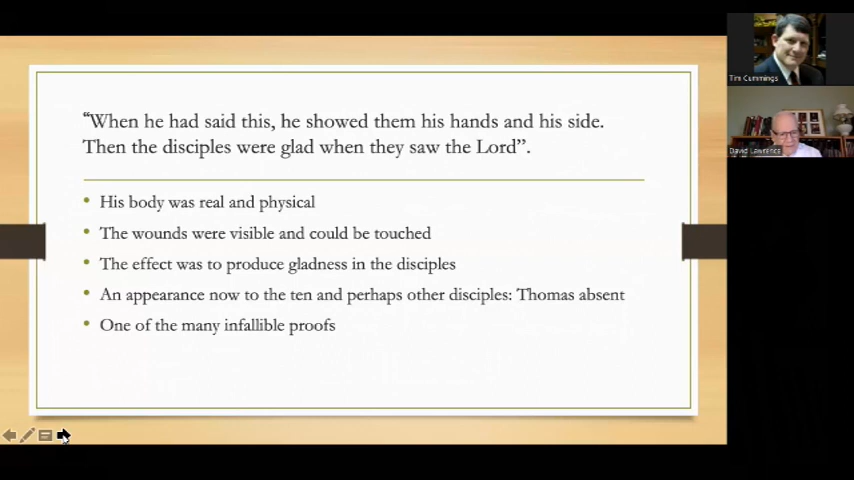 “When he had said this, he showed them his hands and his side.
Then the disciples were glad when they saw the Lord”.
• His body was real and physical
• The wounds were visible and could be touched
• The effect was to produce gladness in the disciples
• An appearance now to the ten and perhaps other disciples: Thomas absent
• One of the many infallible proofs
Tim Cummings
David Lawrence